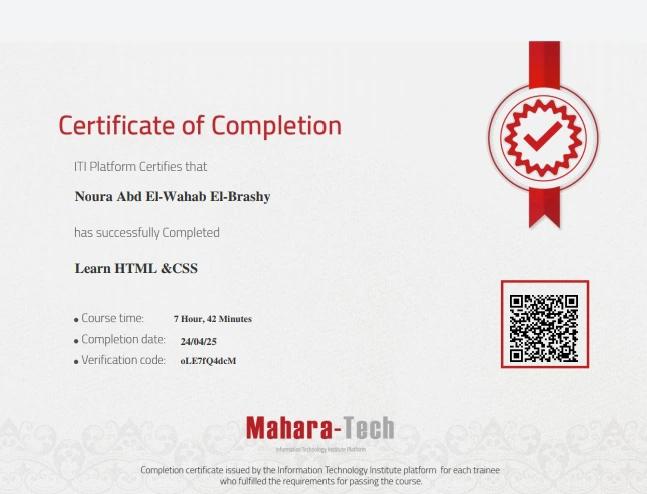 Certificate of Completion
ITI Platform Certifies that
Noura Abd El-Wahab El-Brashy
has successfully Completed
Learn HTML &CSS
• Course time: 7 Hour, 42 Minutes
• Completion date: 24/04/25
• Verification code: oLE7fQ4dcM
Mahara-Tech
Information Technology Institute Platform
Completion certificate issued by the Information Technology Institute platform for each trainee
who fulfilled the requirements for passing the course.